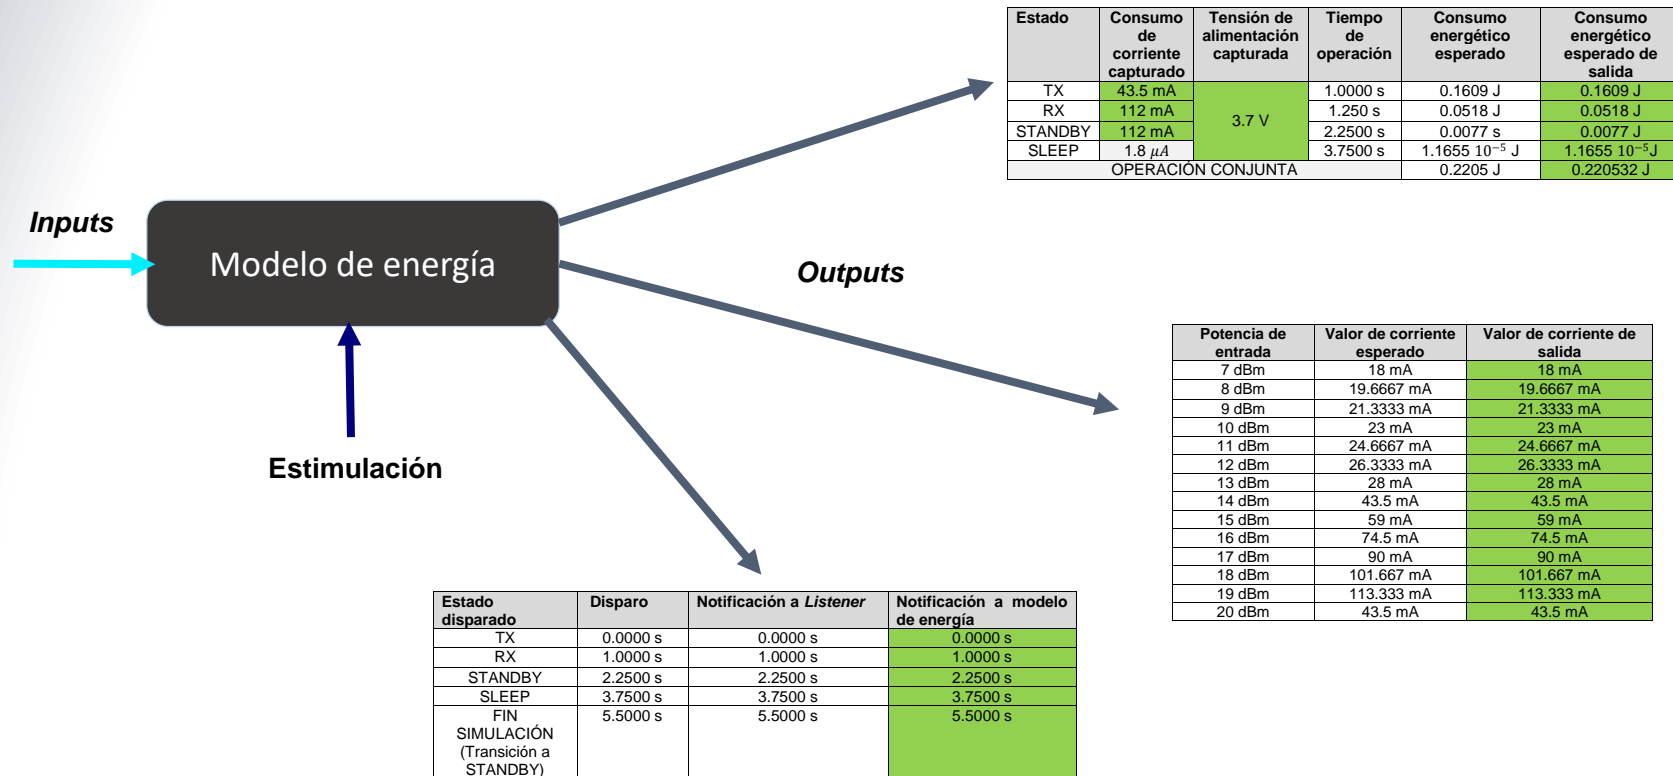 Estado Consumo de corriente capturado Tensión de alimentación capturada Tiempo de operación Consumo energético esperado Consumo energético esperado de salida
TX 43.5 mA 3.7 V 1.0000 s 0.1609 J 0.1609 J
RX 112 mA 1.250 s 0.0518 J 0.0518 J
STANDBY 112 mA 2.2500 s 0.0077 s 0.0077 J
SLEEP 1.8 μA 3.7500 s 1.1655 10⁻⁵ J 1.1655 10⁻⁵J
OPERACIÓN CONJUNTA 0.2205 J 0.220532 J
Inputs
Modelo de energía
Outputs
Estimulación
Potencia de entrada Valor de corriente esperado Valor de corriente de salida
7 dBm 18 mA 18 mA
8 dBm 19.6667 mA 19.6667 mA
9 dBm 21.3333 mA 21.3333 mA
10 dBm 23 mA 23 mA
11 dBm 24.6667 mA 24.6667 mA
12 dBm 26.3333 mA 26.3333 mA
13 dBm 28 mA 28 mA
14 dBm 43.5 mA 43.5 mA
15 dBm 59 mA 59 mA
16 dBm 74.5 mA 74.5 mA
17 dBm 90 mA 90 mA
18 dBm 101.667 mA 101.667 mA
19 dBm 113.333 mA 113.333 mA
20 dBm 43.5 mA 43.5 mA
Estado disparado Disparo Notificación a Listener Notificación a modelo de energía
TX 0.0000 s 0.0000 s 0.0000 s
RX 1.0000 s 1.0000 s 1.0000 s
STANDBY 2.2500 s 2.2500 s 2.2500 s
SLEEP 3.7500 s 3.7500 s 3.7500 s
FIN 5.5000 s 5.5000 s 5.5000 s
SIMULACIÓN
(Transición a
STANDBY)